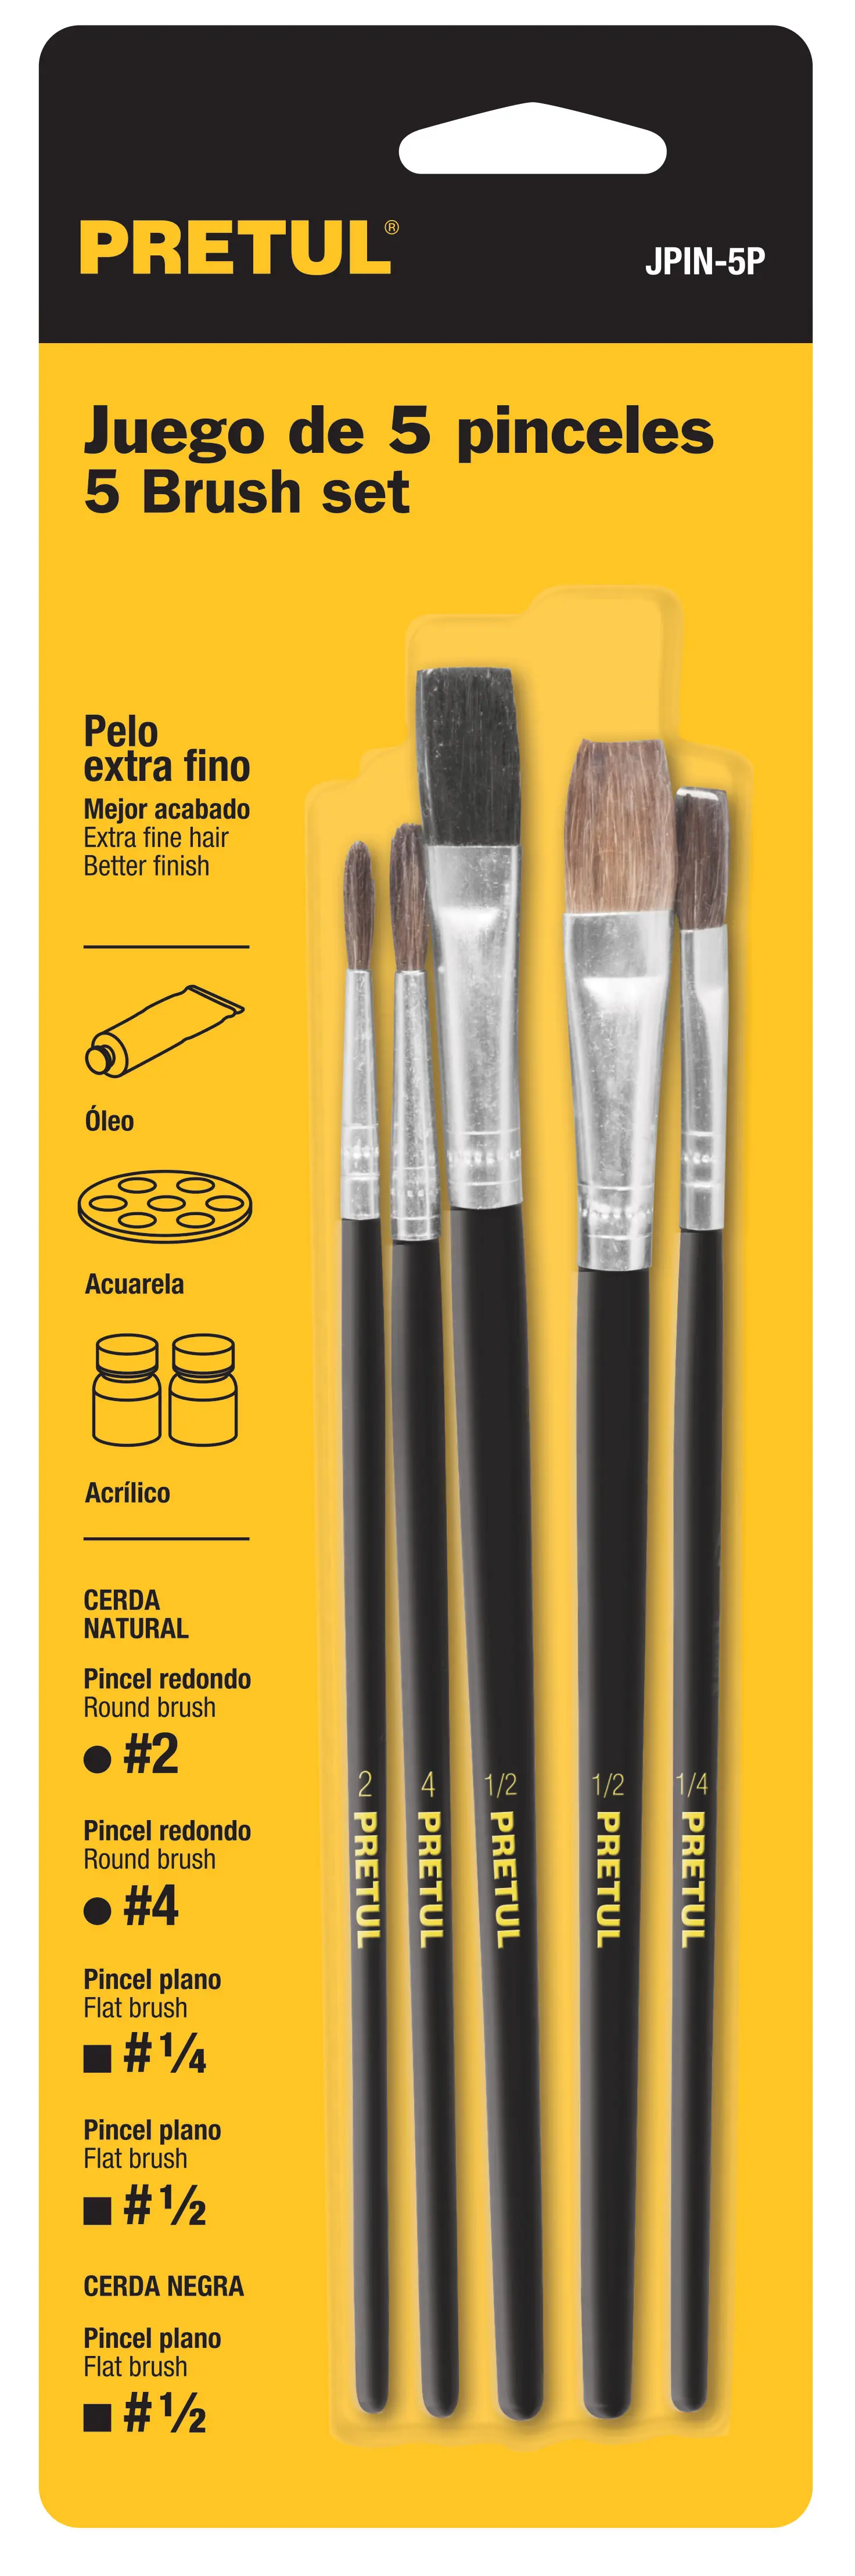 PRETUL®
JPIN-5P
Juego de 5 pinceles
5 Brush set
Pelo
extra fino
Mejor acabado
Extra fine hair
Better finish
Óleo
Acuarela
Acrílico
CERDA
NATURAL
Pincel redondo
Round brush
#2
Pincel redondo
Round brush
#4
Pincel plano
Flat brush
# 1/4
Pincel plano
Flat brush
# 1/2
CERDA NEGRA
Pincel plano
Flat brush
# 1/2
2 PRETUL
4 PRETUL
1/2 PRETUL
1/2 PRETUL
1/4 PRETUL